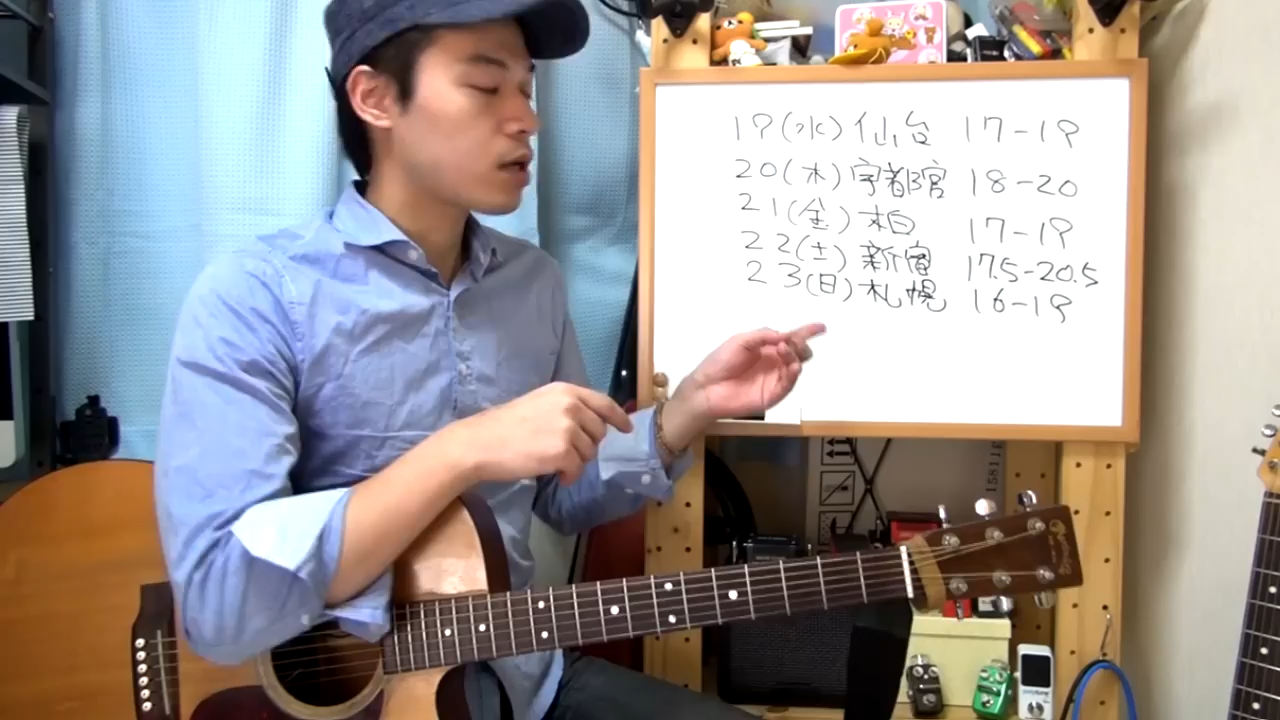 19(水)仙台 17-19
20(木)宇都宮 18-20
21(金)柏 17-19
22(土)新宿 17.5-20.5
23(日)札幌 16-19
15811